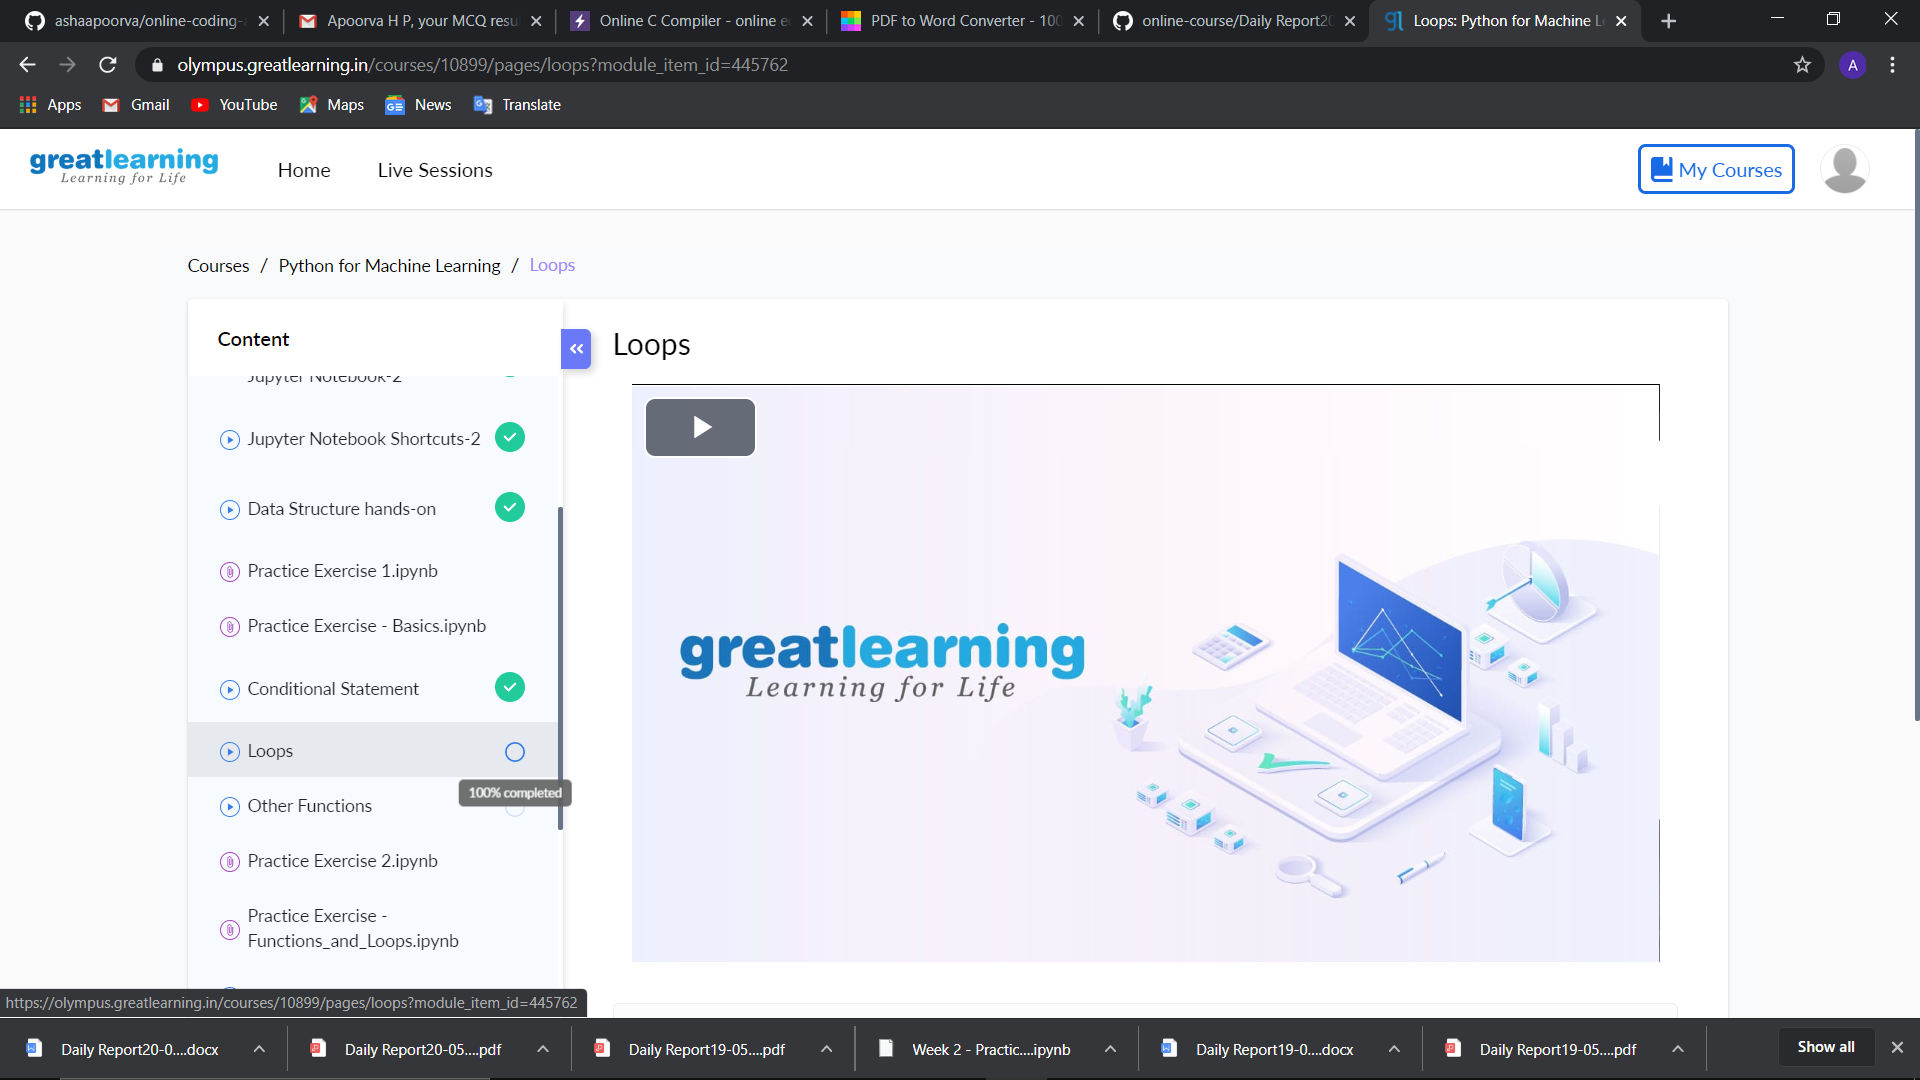 ashaapoorva/online-coding-
Apoorva H P, your MCQ resu
Online C Compiler - online e
PDF to Word Converter - 100
online-course/Daily Report20
Loops: Python for Machine L
olympus.greatlearning.in/courses/10899/pages/loops?module_item_id=445762
A
Apps
Gmail
YouTube
Maps
News
Translate
greatlearning
Learning for Life
Home
Live Sessions
My Courses
Courses / Python for Machine Learning / Loops
Content
Loops
Jupyter Notebook-2
Jupyter Notebook Shortcuts-2
Data Structure hands-on
Practice Exercise 1.ipynb
Practice Exercise - Basics.ipynb
Conditional Statement
Loops
100% completed
Other Functions
Practice Exercise 2.ipynb
Practice Exercise -
Functions_and_Loops.ipynb
greatlearning
Learning for Life
https://olympus.greatlearning.in/courses/10899/pages/loops?module_item_id=445762
Daily Report20-0....docx
Daily Report20-05....pdf
Daily Report19-05....pdf
Week 2 - Practic....ipynb
Daily Report19-0....docx
Daily Report19-05....pdf
Show all